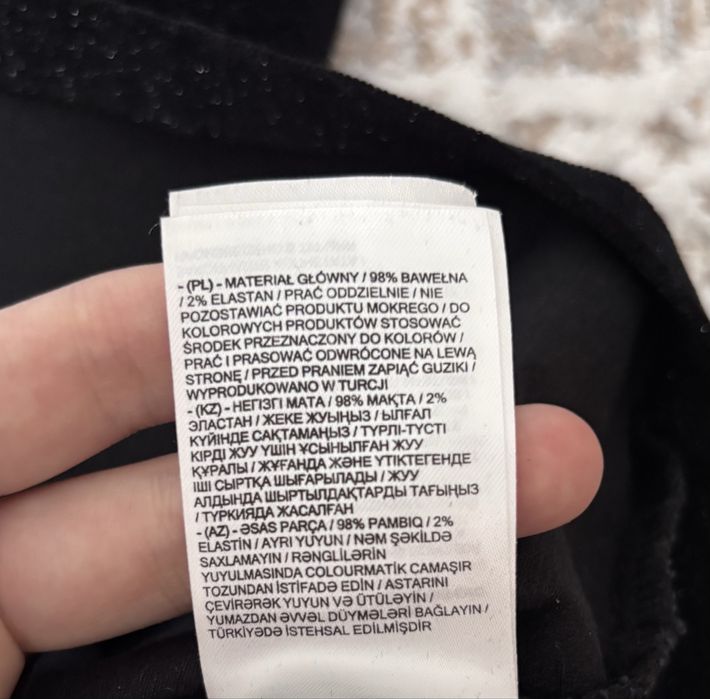 - (PL) - MATERIAŁ GŁÓWNY / 98% BAWEŁNA
/ 2% ELASTAN / PRAĆ ODDZIELNIE / NIE
POZOSTAWIAĆ PRODUKTU MOKREGO / DO
KOLOROWYCH PRODUKTÓW STOSOWAĆ
ŚRODEK PRZEZNACZONY DO KOLORÓW /
PRAĆ I PRASOWAĆ ODWRÓCONE NA LEWĄ
STRONĘ / PRZED PRANIEM ZAPIĄĆ GUZIKI /
WYPRODUKOWANO W TURCJI
- (KZ) - НЕГІЗГІ МАТА / 98% МАҚТА / 2%
ЭЛАСТАН / ЖЕКЕ ЖУЫҢЫЗ / ЫЛҒАЛ
КҮЙІНДЕ САҚТАМАҢЫЗ / ТҮРЛІ-ТҮСТІ
КІРДІ ЖУУ ҮШІН ҰСЫНЫЛҒАН ЖУУ
ҚҰРАЛЫ / ЖУҒАНДА ЖӘНЕ ҮТІКТЕГЕНДЕ
ІШІ СЫРТҚА ШЫҒАРЫЛАДЫ / ЖУУ
АЛДЫНДА ШЫРТЫЛДАҚТАРДЫ ТАҒЫҢЫЗ
/ ТҮРКИЯДА ЖАСАЛҒАН
- (AZ) - ƏSAS PARÇA / 98% PAMBIQ / 2%
ELASTİN / AYRI YUYUN / NƏM ŞƏKİLDƏ
SAXLAMAYIN / RƏNGLİLƏRİN
YUYULMASINDA COLOURMATIK CAMAŞIR
TOZUNDAN İSTİFADƏ EDİN / ASTARINI
ÇEVİRƏRƏK YUYUN VƏ ÜTÜLƏYİN /
YUMAZDAN ƏVVƏL DÜYMƏLƏRİ BAĞLAYIN /
TÜRKİYƏDƏ İSTEHSAL EDİLMİŞDİR